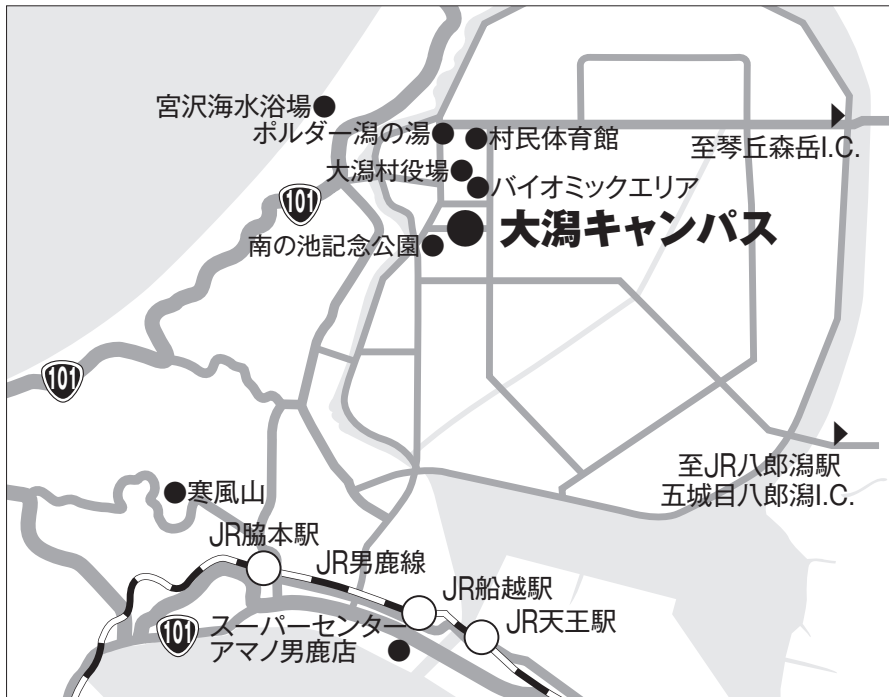 宮沢海水浴場
ポルダー潟の湯
村民体育館
至琴丘森岳I.C.
大潟村役場
バイオミックエリア
101
大潟キャンパス
南の池記念公園
101
至JR八郎潟駅
五城目八郎潟I.C.
寒風山
JR脇本駅
JR男鹿線
JR船越駅
JR天王駅
101
スーパーセンター
アマノ男鹿店